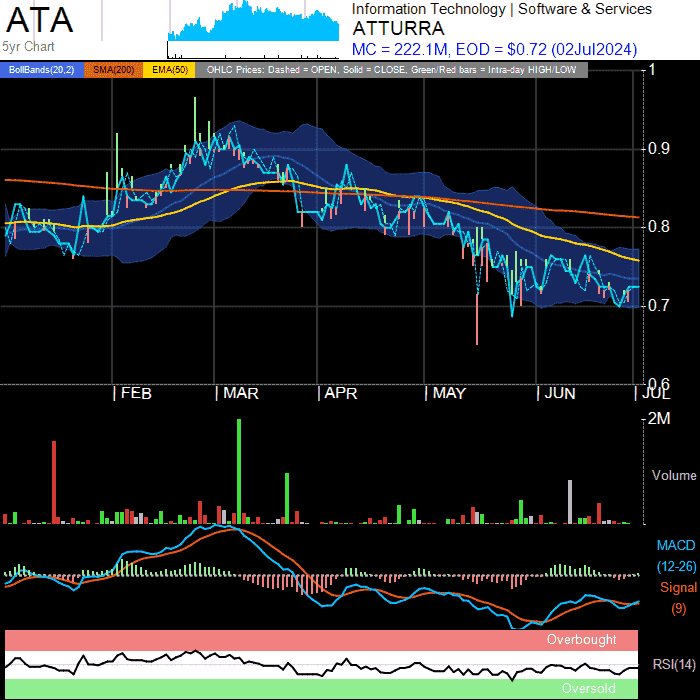 ATA
5yr Chart
Information Technology | Software & Services
ATTURRA
MC = 222.1M, EOD = $0.72 (02Jul2024)
BollBands(20,2) SMA(200) EMA(50) OHLC Prices: Dashed = OPEN, Solid = CLOSE, Green/Red bars = Intra-day HIGH/LOW
1
0.9
0.8
0.7
0.6
| FEB | MAR | APR | MAY | JUN | JUL
2M
Volume
MACD
(12-26)
Signal
(9)
Overbought
RSI(14)
Oversold